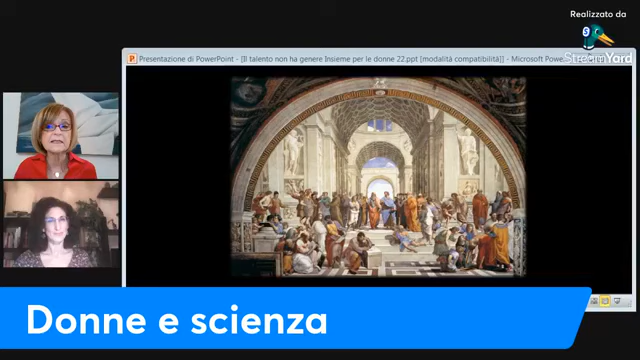 Realizzato da
StreamYard
Presentazione di PowerPoint - [Il talento non ha genere Insieme per le donne 22.ppt [modalità compatibilità]] - Microsoft Powe
Donne e scienza